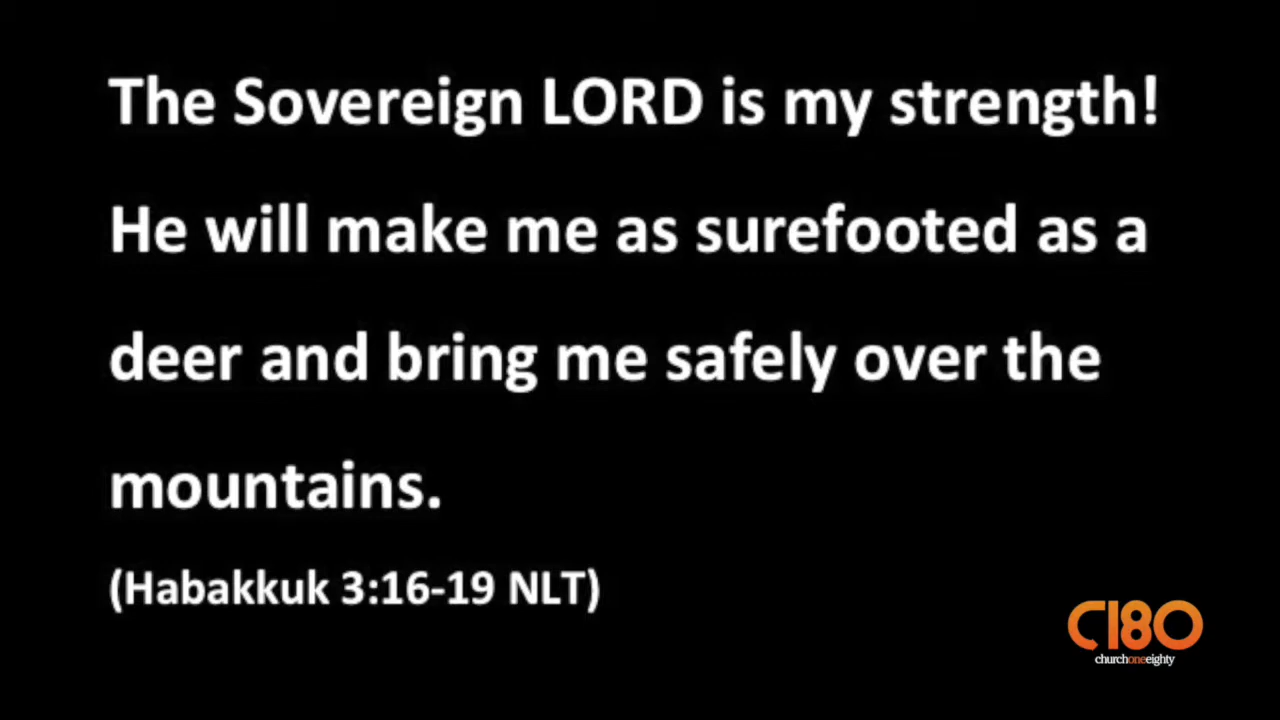 The Sovereign LORD is my strength!
He will make me as surefooted as a
deer and bring me safely over the
mountains.
(Habakkuk 3:16-19 NLT)
C180
churchoneeighty